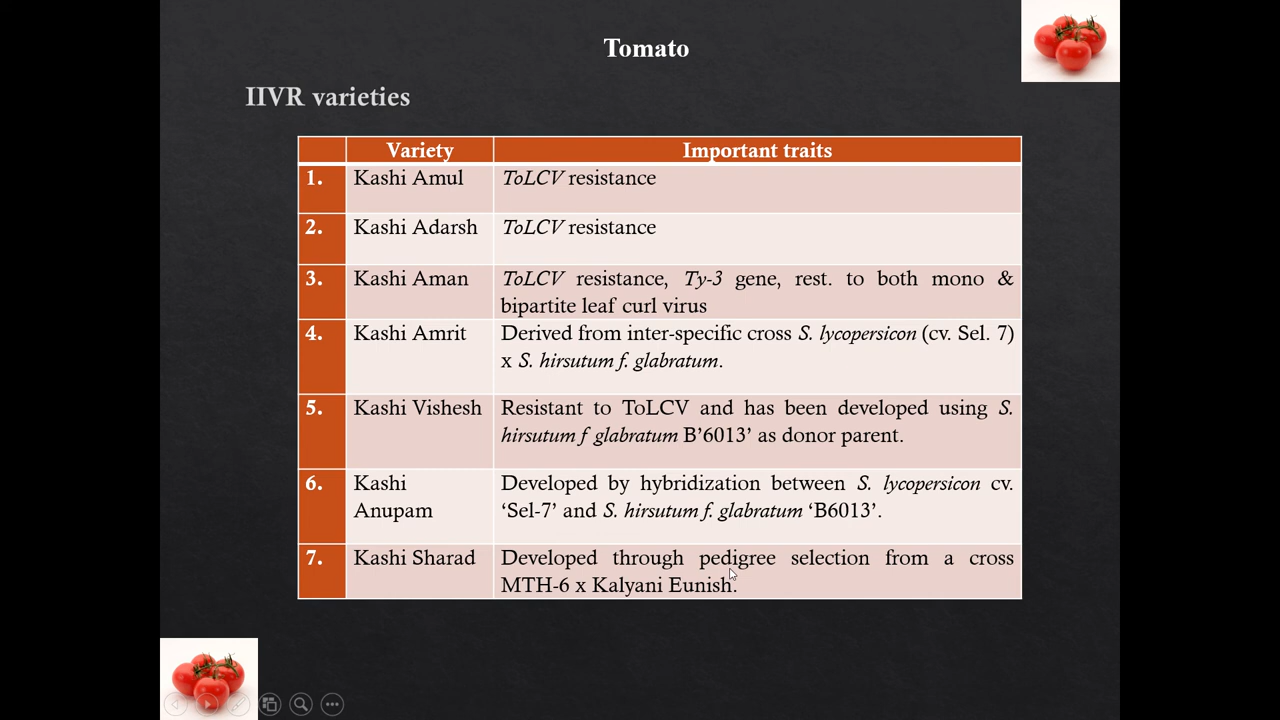 Tomato
IIVR varieties
Variety Important traits
1. Kashi Amul ToLCV resistance
2. Kashi Adarsh ToLCV resistance
3. Kashi Aman ToLCV resistance, Ty-3 gene, rest. to both mono &
bipartite leaf curl virus
4. Kashi Amrit Derived from inter-specific cross S. lycopersicon (cv. Sel. 7)
x S. hirsutum f. glabratum.
5. Kashi Vishesh Resistant to ToLCV and has been developed using S.
hirsutum f glabratum B’6013’ as donor parent.
6. Kashi Developed by hybridization between S. lycopersicon cv.
Anupam ‘Sel-7’ and S. hirsutum f. glabratum ‘B6013’.
7. Kashi Sharad Developed through pedigree selection from a cross
MTH-6 x Kalyani Eunish.